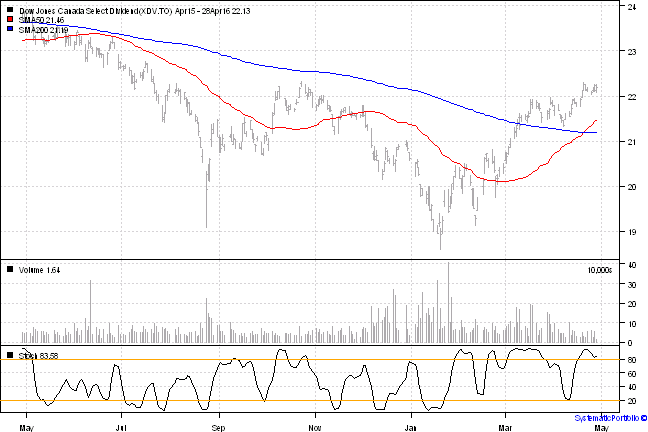 Dow Jones Canada Select Dividend(XDV.TO) Apr15 - 28Apr16 22.13
SMA50 21.46
SMA200 21.19
24
23
22
21
20
19
Volume 1.64
10,000s
40
30
20
10
0
Stoch 83.58
80
60
40
20
May
Jul
Sep
Nov
Jan
Mar
May
SystematicPortfolio ©